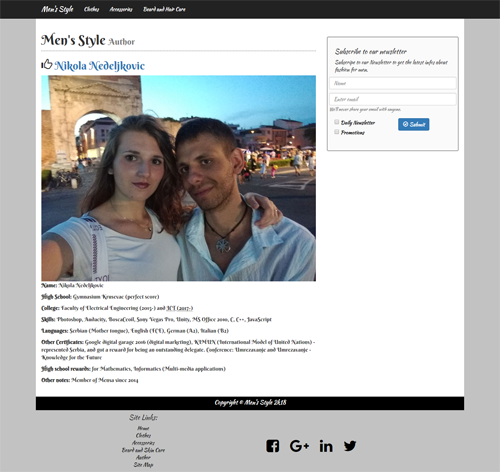 Men's Style Clothes Accessories Beard and Hair Care
Men's Style Author
Nikola Nedeljkovic
Name: Nikola Nedeljkovic
High School: Gymnasium Krusevac (perfect score)
College: Faculty of Electrical Engineering (2015-) and ICT (2017-)
Skills: Photoshop, Audacity, BoscaCeoil, Sony Vegas Pro, Unity, MS Office 2010, C, C++, JavaScript
Languages: Serbian (Mother tongue), English (FCE), German (A2), Italian (B2)
Other Certificates: Google digital garage 2016 (digital marketing), KFMUN (International Model of United Nations) -
represented Serbia, and got a reward for being an outstanding delegate, Conference: Umrezavanje and Umrezavanje -
Knowledge for the Future
High school rewards: for Mathematics, Informatics (Multi-media applications)
Other notes: Member of Mensa since 2014
Subscribe to our newsletter
Subscripe to our Newsletter to get the latest infos about
fashion for men.
Name
Enter email
We'll never share your email with anyone
Daily Newsletter
Promotions
Submit
Copyright © Men's Style 2k18
Site Links:
Home
Clothes
Accessories
Beard and Skin Care
Author
Site Map